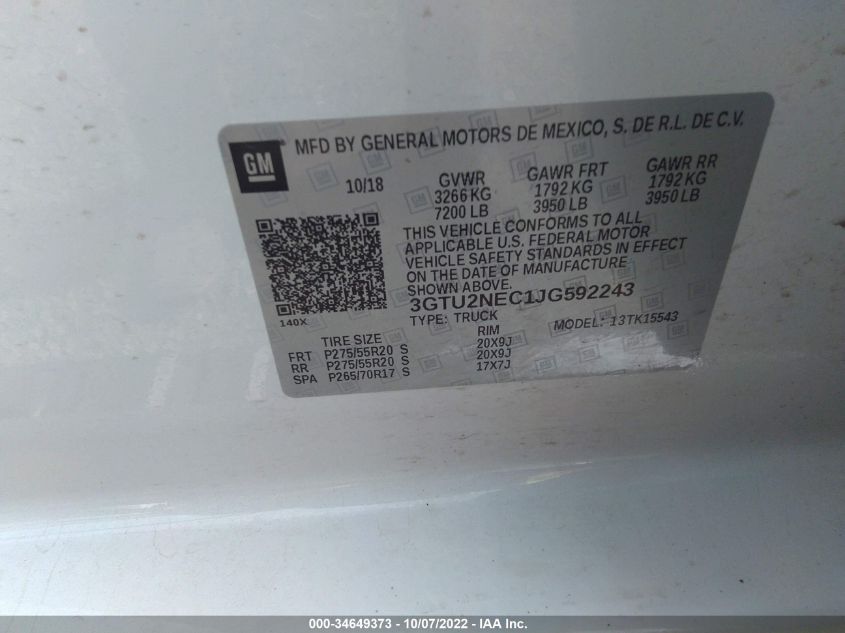 GM
MFD BY GENERAL MOTORS DE MEXICO, S. DE R.L. DE C.V.
10/18 GVWR GAWR FRT GAWR RR
3266 KG 1792 KG 1792 KG
7200 LB 3950 LB 3950 LB
THIS VEHICLE CONFORMS TO ALL
APPLICABLE U.S. FEDERAL MOTOR
VEHICLE SAFETY STANDARDS IN EFFECT
ON THE DATE OF MANUFACTURE
SHOWN ABOVE.
3GTU2NEC1JG592243
140X TYPE: TRUCK MODEL: 13TK15543
TIRE SIZE RIM
FRT P275/55R20 S 20X9J
RR P275/55R20 S 20X9J
SPA P265/70R17 S 17X7J
000-34649373 - 10/07/2022 - IAA Inc.